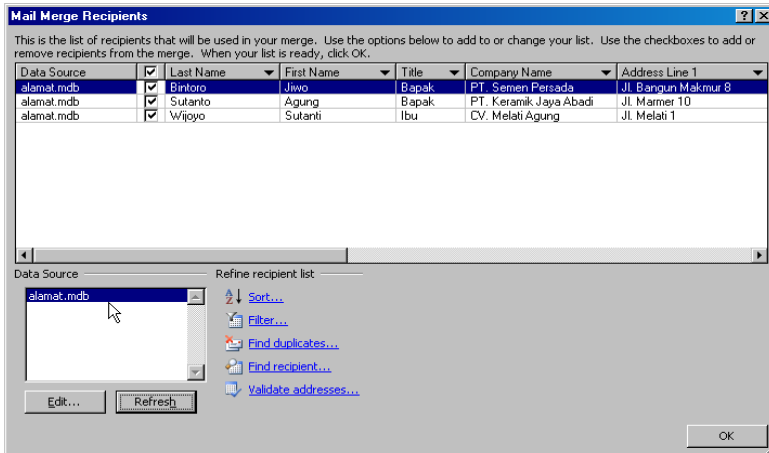 Mail Merge Recipients
This is the list of recipients that will be used in your merge. Use the options below to add to or change your list. Use the checkboxes to add or
remove recipients from the merge. When your list is ready, click OK.
Data Source Last Name First Name Title Company Name Address Line 1
alamat.mdb Bintoro Jiwo Bapak PT. Semen Persada Jl. Bangun Makmur 8
alamat.mdb Sutanto Agung Bapak PT. Keramik Jaya Abadi Jl. Marmer 10
alamat.mdb Wijoyo Sutanti Ibu CV. Melati Agung Jl. Melati 1
Data Source Refine recipient list
alamat.mdb
Sort...
Filter...
Find duplicates...
Find recipient...
Validate addresses...
Edit... Refresh
OK